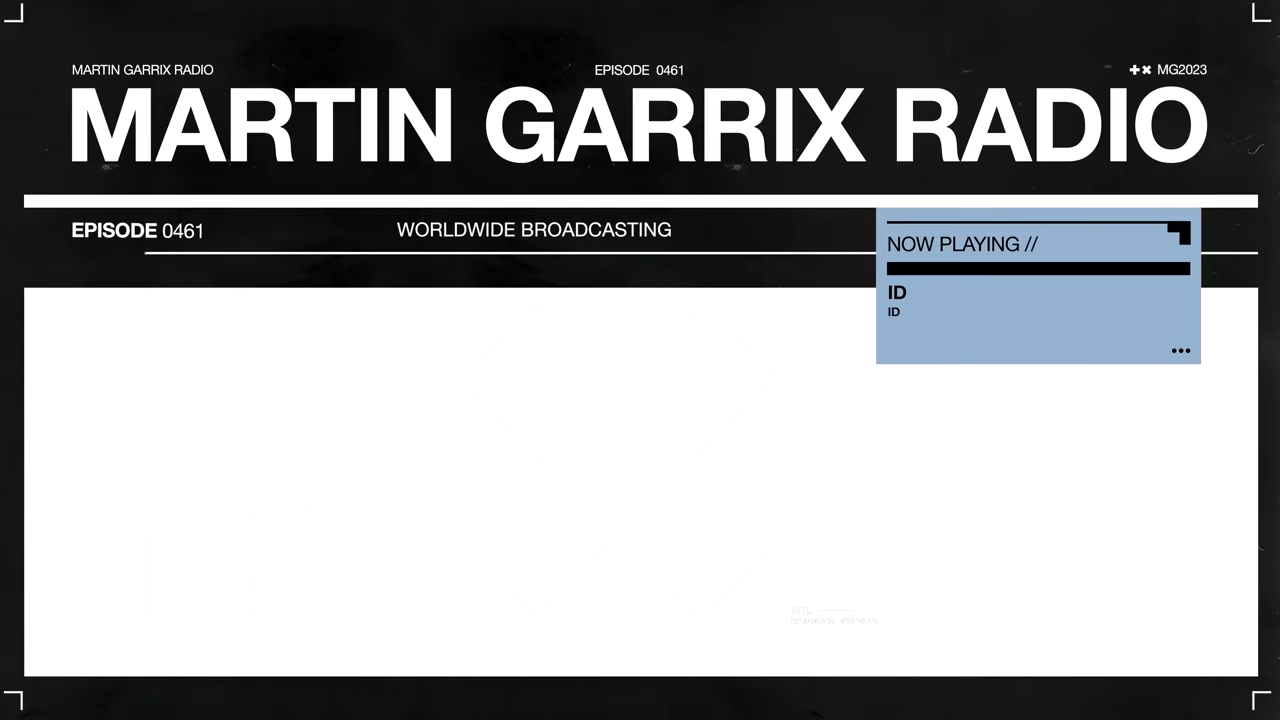 MARTIN GARRIX RADIO
EPISODE 0461
MG2023
MARTIN GARRIX RADIO
EPISODE 0461
WORLDWIDE BROADCASTING
NOW PLAYING //
ID
ID